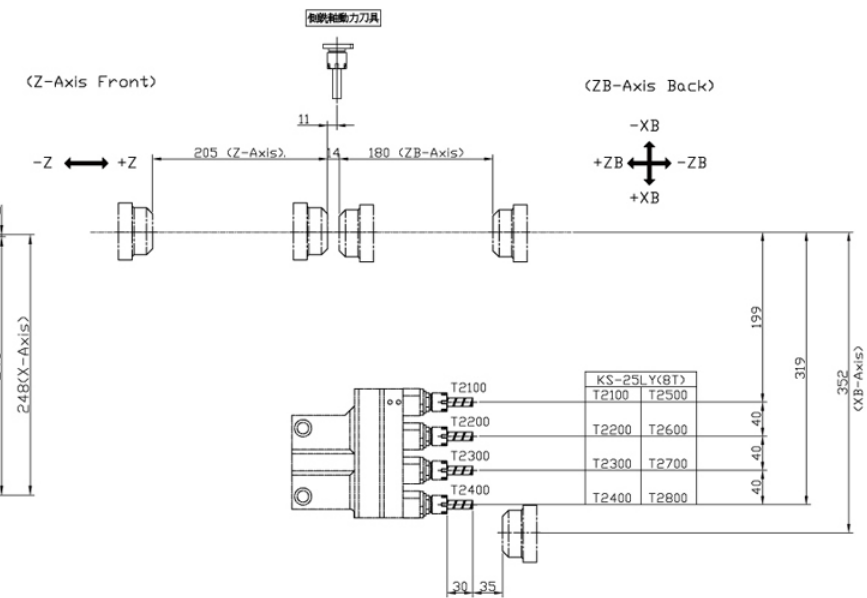 側銑軸動力刀具
(Z-Axis Front)
(ZB-Axis Back)
11
-XB
-Z
+Z
205 (Z-Axis).
14
180 (ZB-Axis)
+ZB
-ZB
+XB
199
248(X-Axis)
319
352
(XB-Axis)
T2100
KS-25LY(8T)
T2100 T2500
T2200
T2200 T2600
40
T2300
T2300 T2700
40
T2400
T2400 T2800
40
30
35